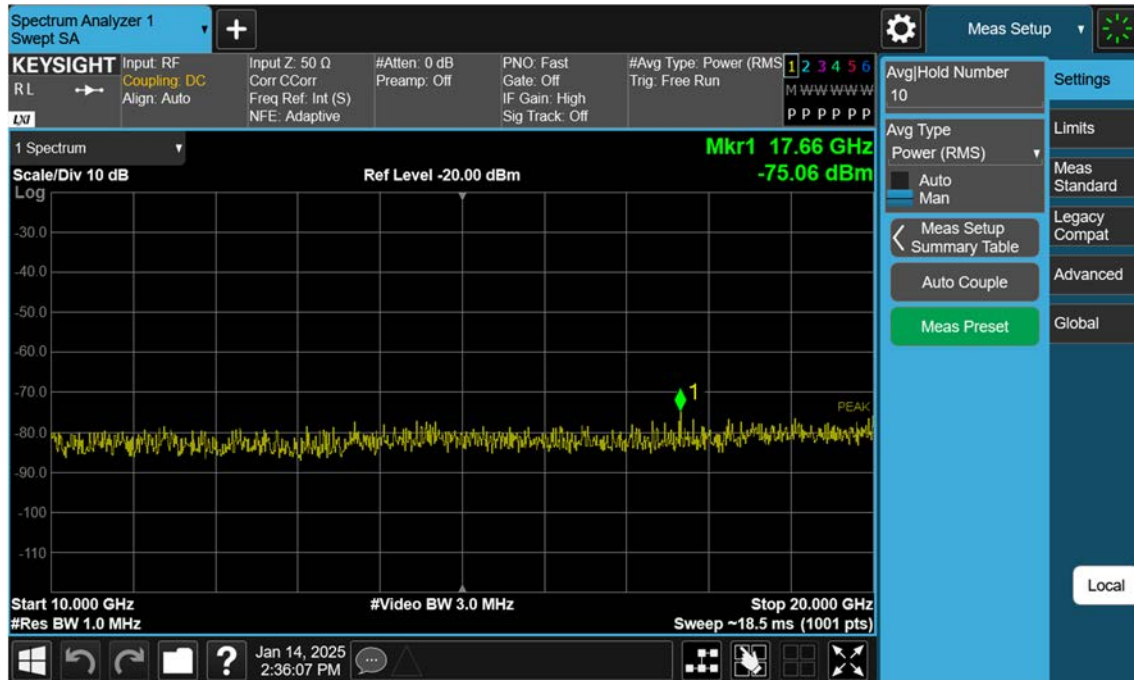 Spectrum Analyzer 1
Swept SA
+
Meas Setup
KEYSIGHT
R L
LXI
Input: RF
Coupling: DC
Align: Auto
Input Z: 50 Ω
Corr CCorr
Freq Ref: Int (S)
NFE: Adaptive
#Atten: 0 dB
Preamp: Off
PNO: Fast
Gate: Off
IF Gain: High
Sig Track: Off
#Avg Type: Power (RMS
Trig: Free Run
1 2 3 4 5 6
M W W W W W
P P P P P P
1 Spectrum
Mkr1 17.66 GHz
-75.06 dBm
Scale/Div 10 dB
Ref Level -20.00 dBm
Log
-30.0
-40.0
-50.0
-60.0
-70.0
-80.0
-90.0
-100
-110
1
PEAK
Start 10.000 GHz
#Video BW 3.0 MHz
Stop 20.000 GHz
#Res BW 1.0 MHz
Sweep ~18.5 ms (1001 pts)
Avg|Hold Number
10
Avg Type
Power (RMS)
Auto
Man
Meas Setup
Summary Table
Auto Couple
Meas Preset
Settings
Limits
Meas
Standard
Legacy
Compat
Advanced
Global
Local
?
Jan 14, 2025
2:36:07 PM